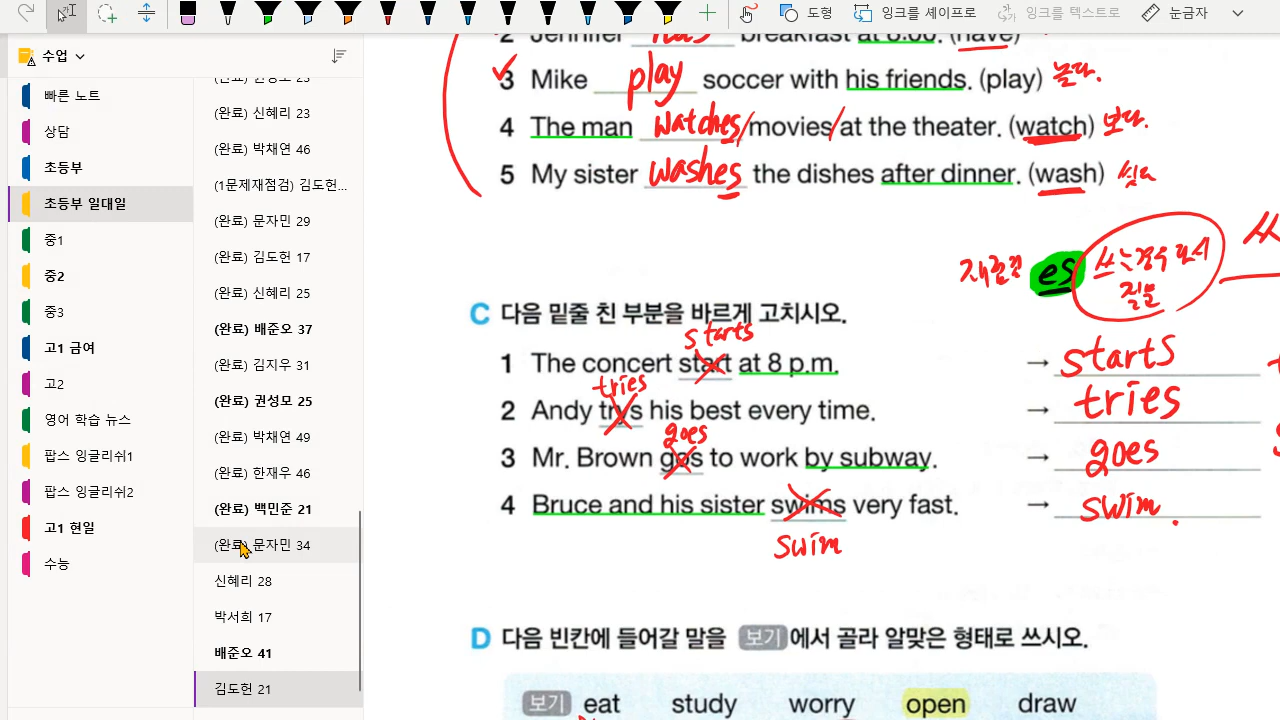 도형
잉크를 셰이프로
잉크를 텍스트로
눈금자
수업
빠른 노트
상담
초등부
초등부 일대일
중1
중2
중3
고1 금여
고2
영어 학습 뉴스
팝스 잉글리쉬1
팝스 잉글리쉬2
고1 현일
수능
(완료) 신혜리 23
(완료) 박채연 46
(1문제재점검) 김도헌...
(완료) 문자민 29
(완료) 김도헌 17
(완료) 신혜리 25
(완료) 배준오 37
(완료) 김지우 31
(완료) 권성모 25
(완료) 박채연 49
(완료) 한재우 46
(완료) 백민준 21
(완료) 문자민 34
신혜리 28
박서희 17
배준오 41
김도헌 21
2 Jennifer has breakfast at 8:00. (have)
3 Mike play soccer with his friends. (play) 놀다.
4 The man watches/movies/at the theater. (watch) 보다.
5 My sister washes the dishes after dinner. (wash) 씻다
es 쓰는경우 다시
질문
C 다음 밑줄 친 부분을 바르게 고치시오.
starts
1 The concert start at 8 p.m. → starts
tries
2 Andy trys his best every time. → tries
goes
3 Mr. Brown gos to work by subway. → goes
4 Bruce and his sister swims very fast. → swim.
swim
D 다음 빈칸에 들어갈 말을 보기에서 골라 알맞은 형태로 쓰시오.
보기 eat study worry open draw